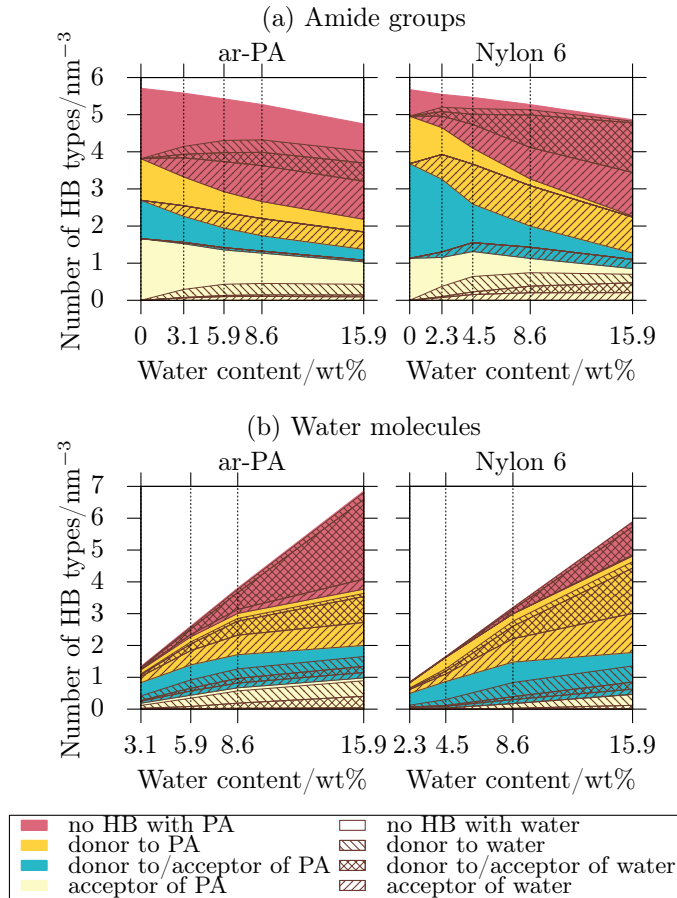 (a) Amide groups
ar-PA Nylon 6
Number of HB types/nm−3
6
5
4
3
2
1
0
0 3.1 5.9 8.6 15.9 0 2.3 4.5 8.6 15.9
Water content/wt% Water content/wt%
(b) Water molecules
ar-PA Nylon 6
Number of HB types/nm−3
7
6
5
4
3
2
1
0
3.1 5.9 8.6 15.9 2.3 4.5 8.6 15.9
Water content/wt% Water content/wt%
no HB with PA no HB with water
donor to PA donor to water
donor to/acceptor of PA donor to/acceptor of water
acceptor of PA acceptor of water